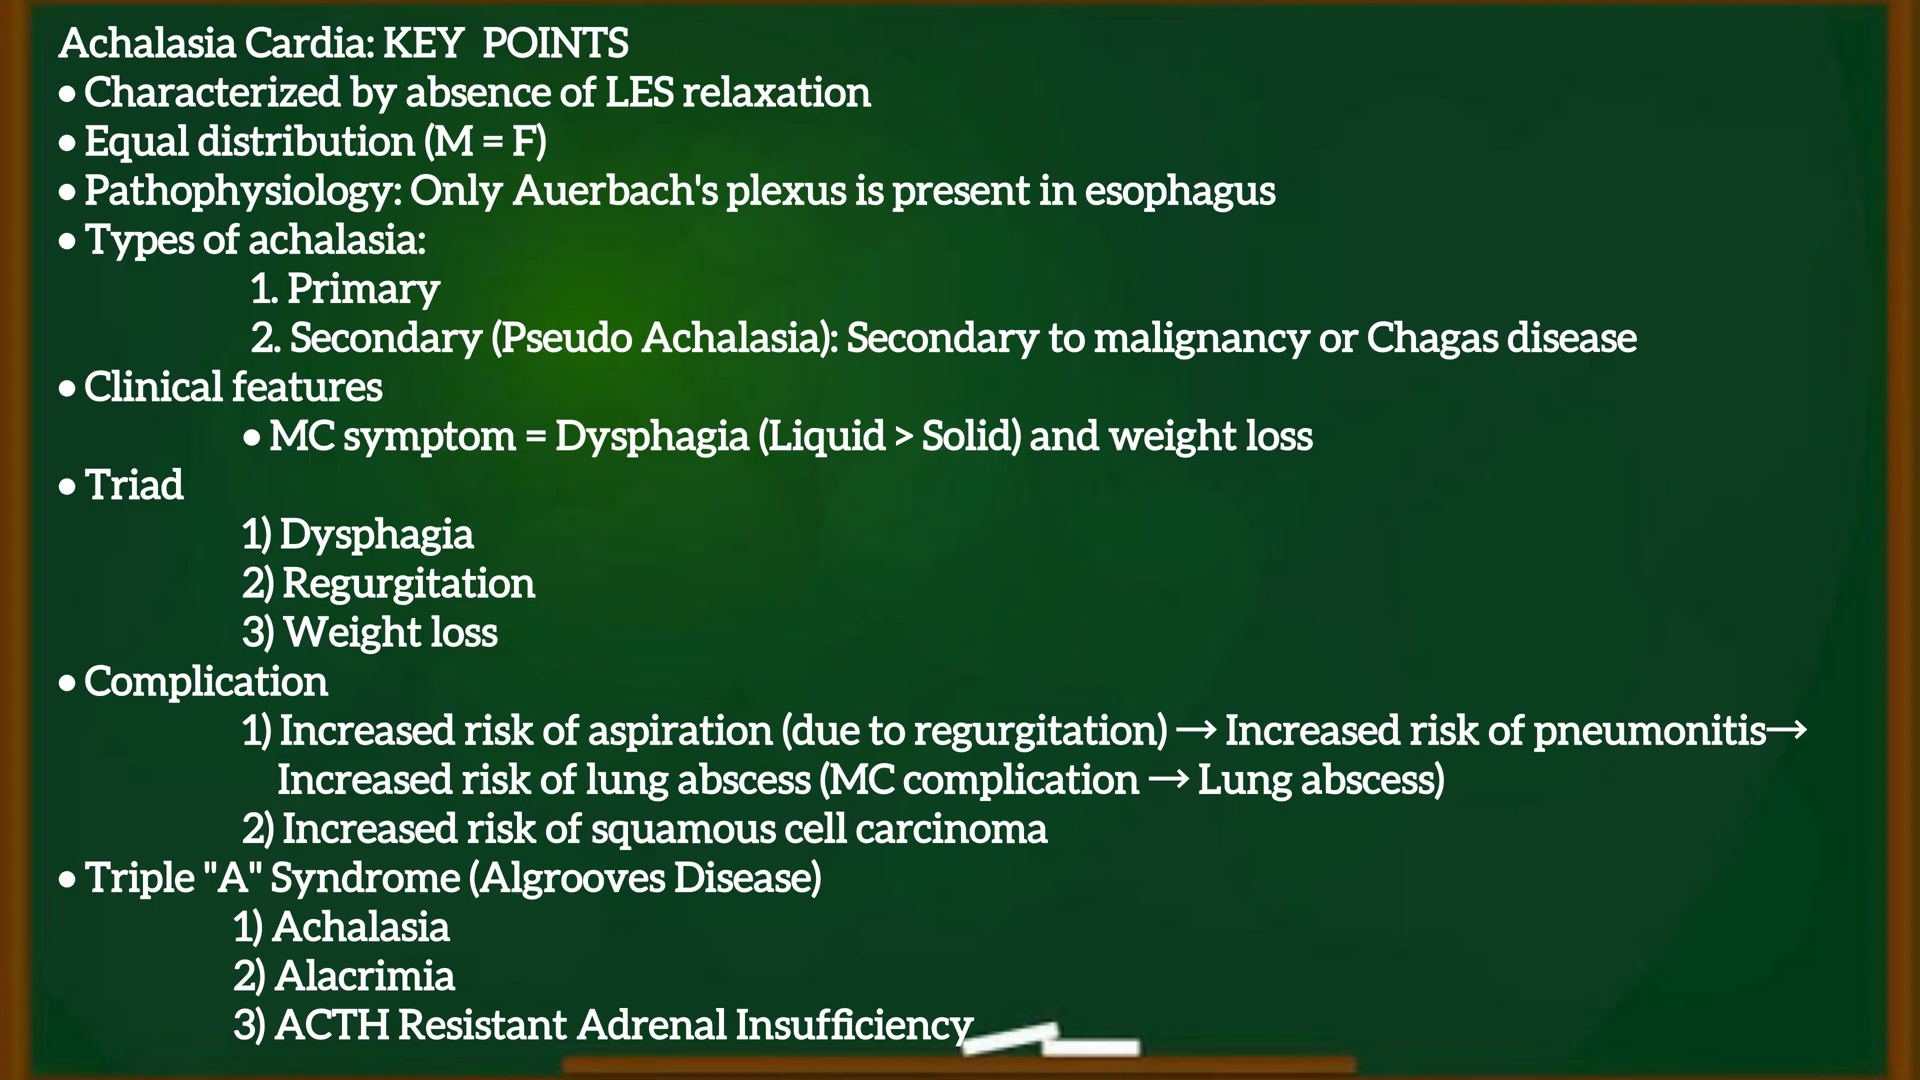 Achalasia Cardia: KEY POINTS
• Characterized by absence of LES relaxation
• Equal distribution (M = F)
• Pathophysiology: Only Auerbach's plexus is present in esophagus
• Types of achalasia:
1. Primary
2. Secondary (Pseudo Achalasia): Secondary to malignancy or Chagas disease
• Clinical features
• MC symptom = Dysphagia (Liquid > Solid) and weight loss
• Triad
1) Dysphagia
2) Regurgitation
3) Weight loss
• Complication
1) Increased risk of aspiration (due to regurgitation) → Increased risk of pneumonitis→
Increased risk of lung abscess (MC complication → Lung abscess)
2) Increased risk of squamous cell carcinoma
• Triple "A" Syndrome (Algrooves Disease)
1) Achalasia
2) Alacrimia
3) ACTH Resistant Adrenal Insufficiency